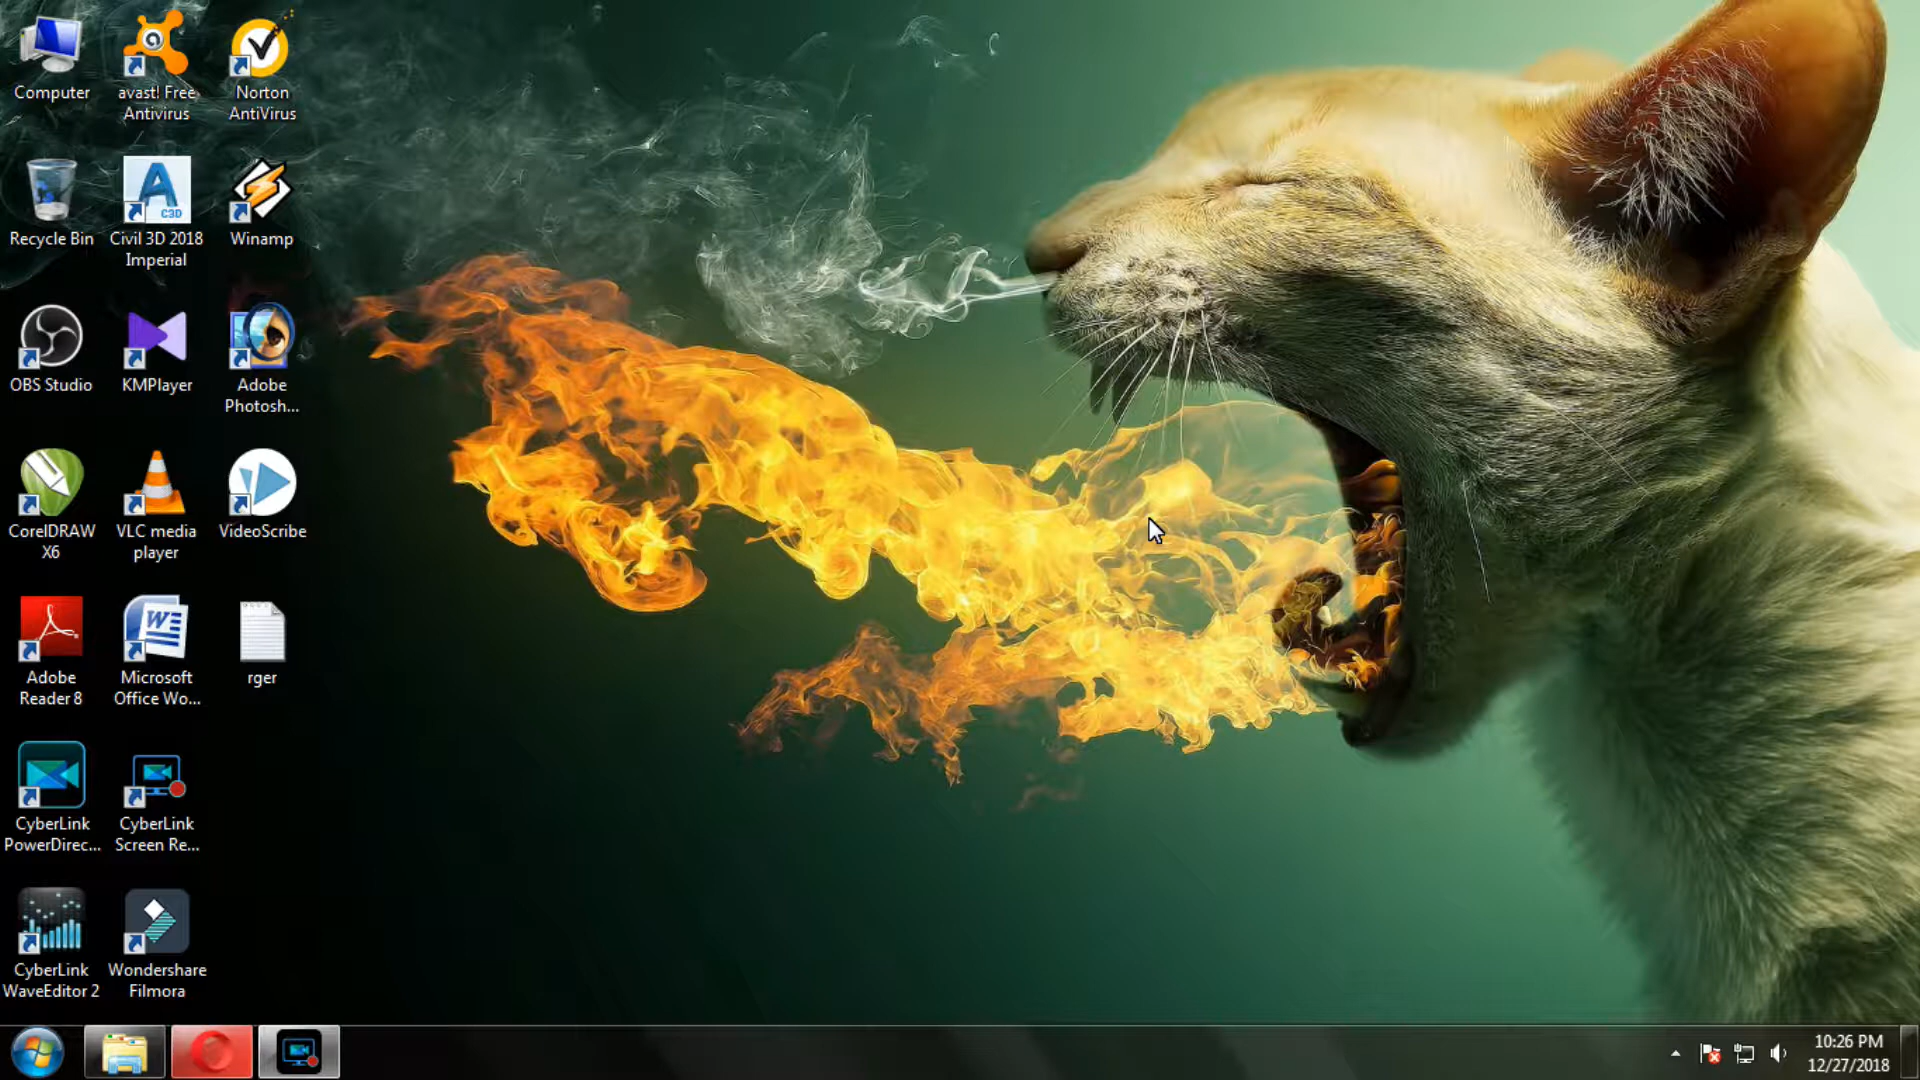 Computer
avast! Free
Antivirus
Norton
AntiVirus
Recycle Bin
Civil 3D 2018
Imperial
C3D
Winamp
OBS Studio
KMPlayer
Adobe
Photosh...
CorelDRAW
X6
VLC media
player
VideoScribe
Adobe
Reader 8
Microsoft
Office Wo...
rger
CyberLink
PowerDirec...
CyberLink
Screen Re...
CyberLink
WaveEditor 2
Wondershare
Filmora
10:26 PM
12/27/2018